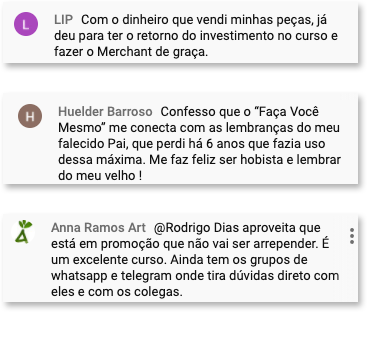 LIP Com o dinheiro que vendi minhas peças, já
deu para ter o retorno do investimento no curso e
fazer o Merchant de graça.
Huelder Barroso Confesso que o “Faça Você
Mesmo” me conecta com as lembranças do meu
falecido Pai, que perdi há 6 anos que fazia uso
dessa máxima. Me faz feliz ser hobista e lembrar
do meu velho !
Anna Ramos Art @Rodrigo Dias aproveita que
está em promoção que não vai ser arrepender. É
um excelente curso. Ainda tem os grupos de
whatsapp e telegram onde tira dúvidas direto com
eles e com os colegas.